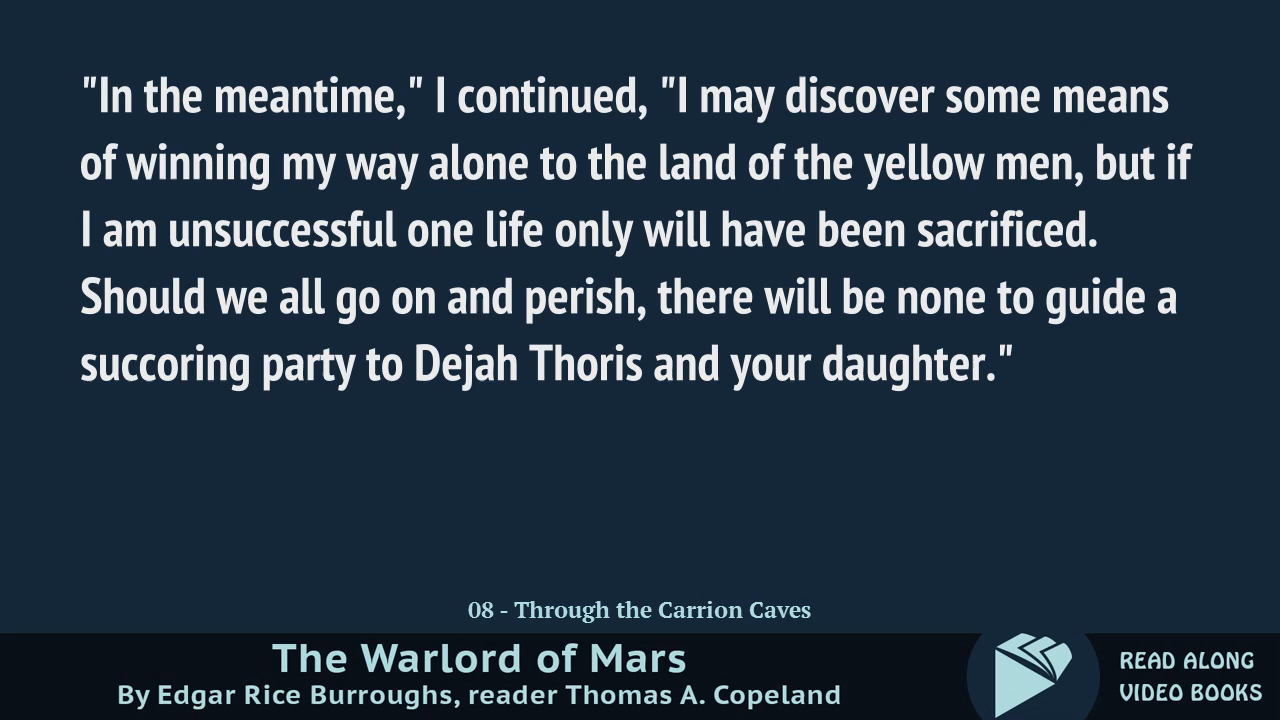 "In the meantime," I continued, "I may discover some means
of winning my way alone to the land of the yellow men, but if
I am unsuccessful one life only will have been sacrificed.
Should we all go on and perish, there will be none to guide a
succoring party to Dejah Thoris and your daughter."
08 - Through the Carrion Caves
The Warlord of Mars
By Edgar Rice Burroughs, reader Thomas A. Copeland
READ ALONG
VIDEO BOOKS